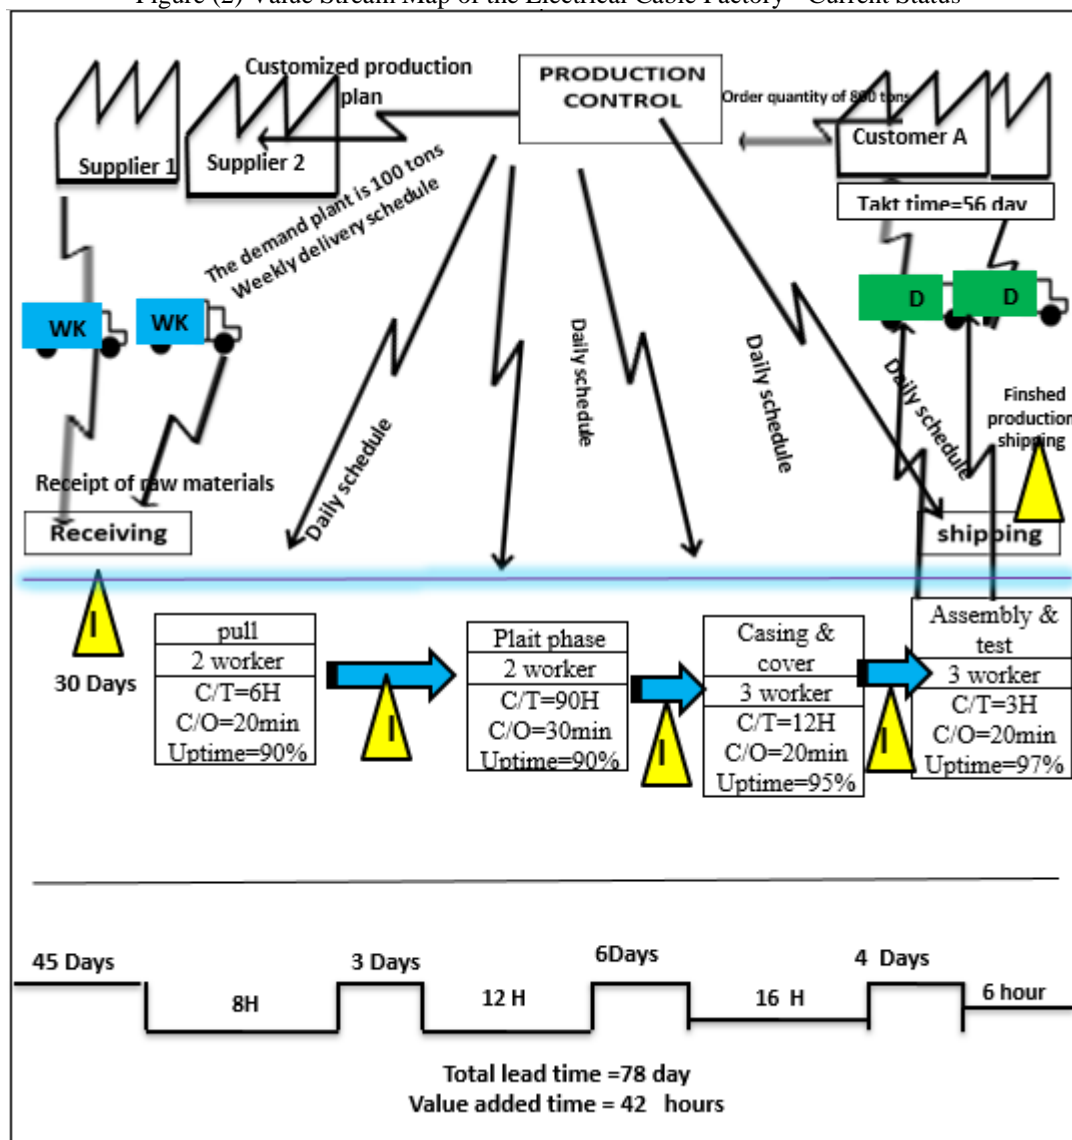 Figure (2) Value Stream Map of the Electrical Cable Factory - Current Status
Customized production
plan
PRODUCTION
CONTROL
Order quantity of 800 tons
Supplier 1
Supplier 2
Customer A
Takt time=56 day
The demand plant is 100 tons
Weekly delivery schedule
WK
WK
D
D
Daily schedule
Daily schedule
Daily schedule
Daily schedule
Finshed
production
shipping
Receipt of raw materials
Receiving
shipping
I
30 Days
pull
2 worker
C/T=6H
C/O=20min
Uptime=90%
I
Plait phase
2 worker
C/T=90H
C/O=30min
Uptime=90%
I
Casing &
cover
3 worker
C/T=12H
C/O=20min
Uptime=95%
I
Assembly &
test
3 worker
C/T=3H
C/O=20min
Uptime=97%
45 Days
8H
3 Days
12 H
6Days
16 H
4 Days
6 hour
Total lead time =78 day
Value added time = 42 hours